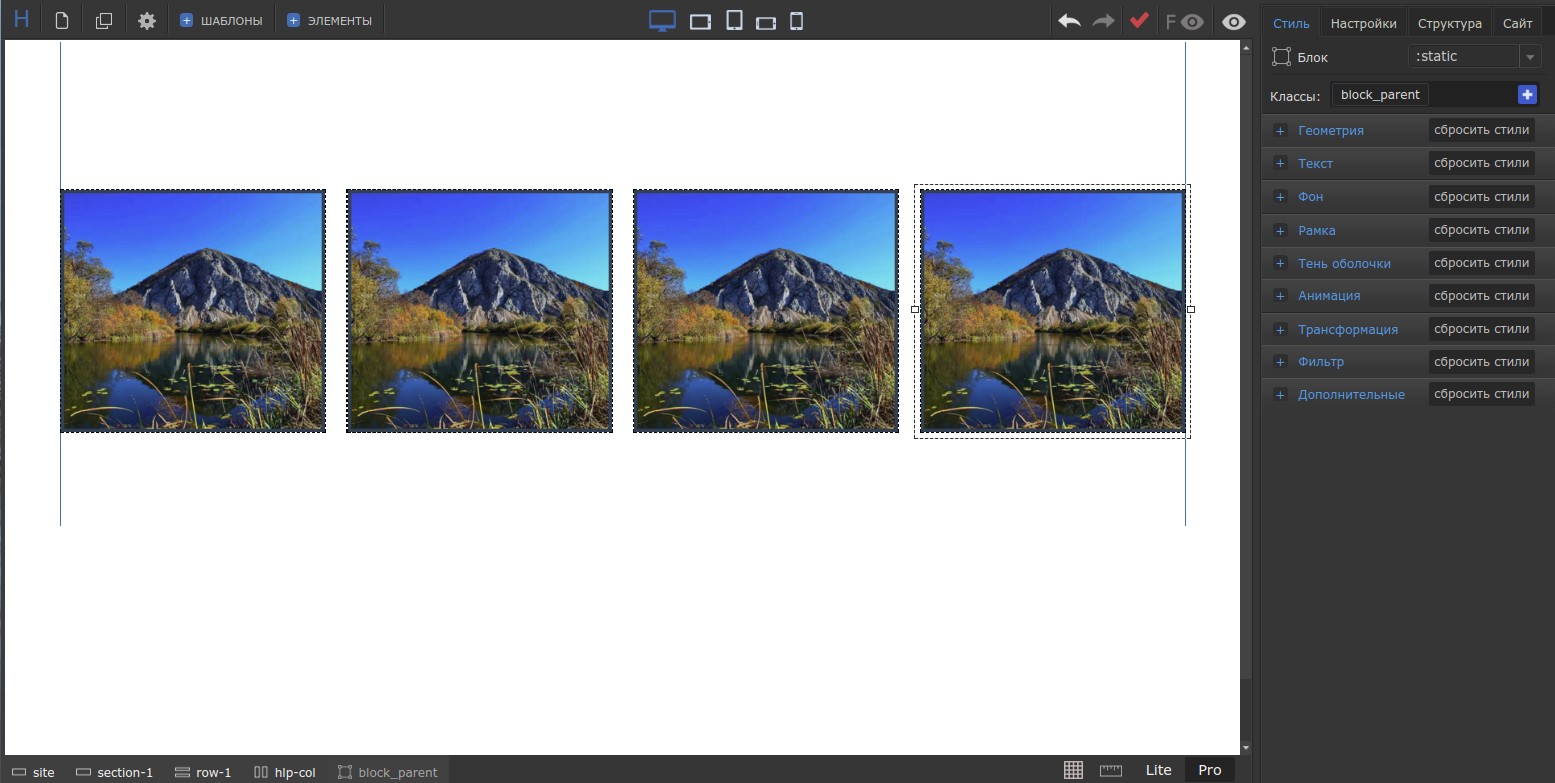 H
ШАБЛОНЫ
ЭЛЕМЕНТЫ
F
Стиль Настройки Структура Сайт
Блок :static
Классы: block_parent
Геометрия сбросить стили
Текст сбросить стили
Фон сбросить стили
Рамка сбросить стили
Тень оболочки сбросить стили
Анимация сбросить стили
Трансформация сбросить стили
Фильтр сбросить стили
Дополнительные сбросить стили
site section-1 row-1 hlp-col block_parent Lite Pro